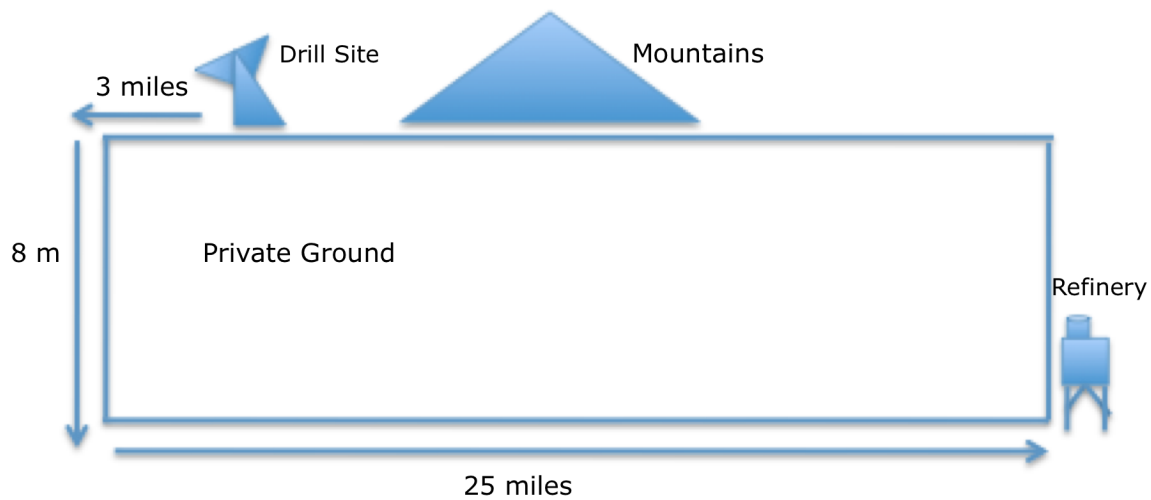 Drill Site
Mountains
3 miles
8 m
Private Ground
Refinery
25 miles